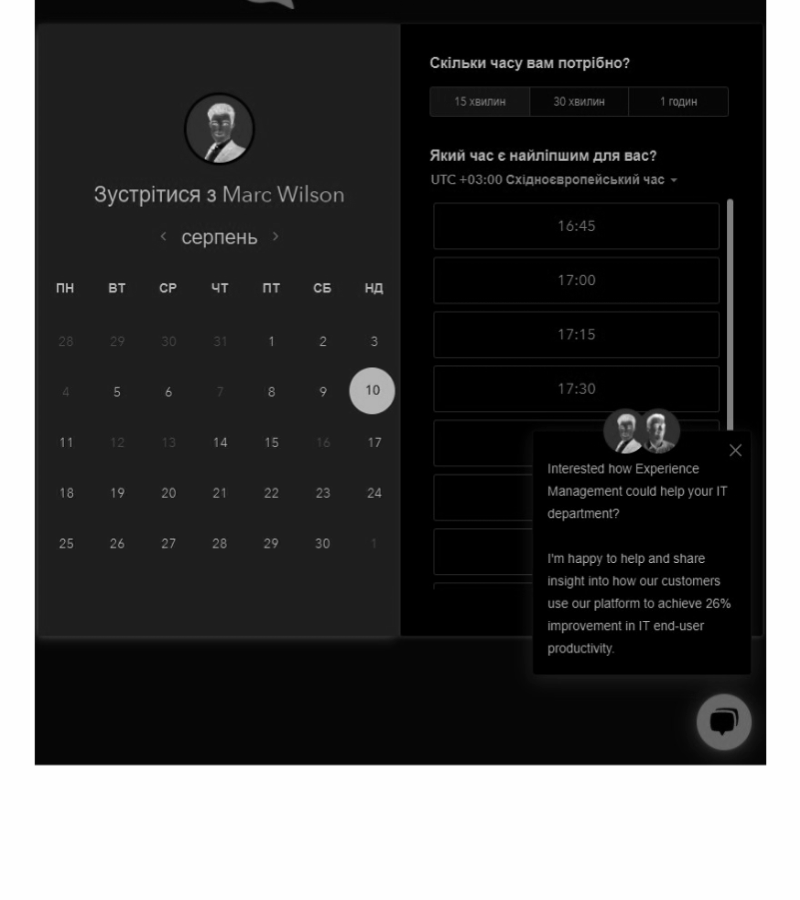 Зустрітися з Marc Wilson
серпень
ПН ВТ СР ЧТ ПТ СБ НД
28 29 30 31 1 2 3
4 5 6 7 8 9 10
11 12 13 14 15 16 17
18 19 20 21 22 23 24
25 26 27 28 29 30 1
Скільки часу вам потрібно?
15 хвилин 30 хвилин 1 годин
Який час є найліпшим для вас?
UTC +03:00 Східноєвропейський час
16:45
17:00
17:15
17:30
Interested how Experience
Management could help your IT
department?
I'm happy to help and share
insight into how our customers
use our platform to achieve 26%
improvement in IT end-user
productivity.